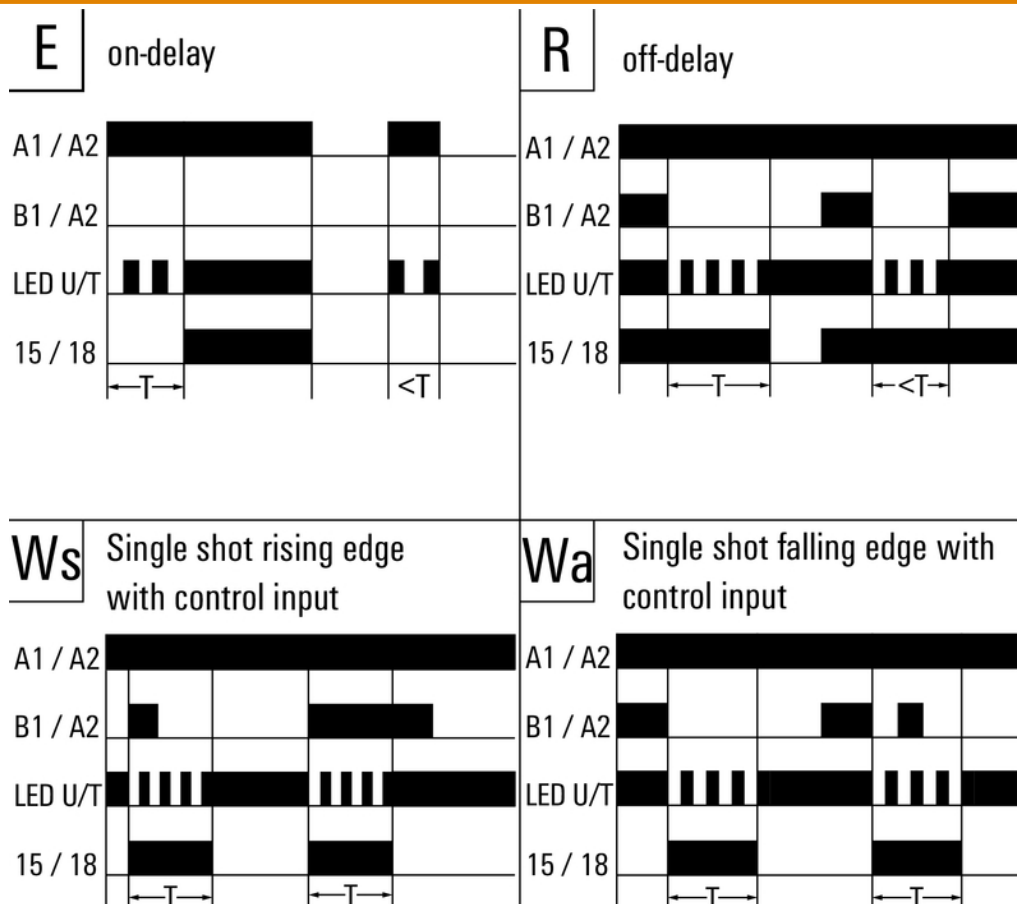 E on-delay
A1 / A2
B1 / A2
LED U/T
15 / 18
T <T
R off-delay
A1 / A2
B1 / A2
LED U/T
15 / 18
T <T
Ws Single shot rising edge
with control input
A1 / A2
B1 / A2
LED U/T
15 / 18
T T
Wa Single shot falling edge with
control input
A1 / A2
B1 / A2
LED U/T
15 / 18
T T